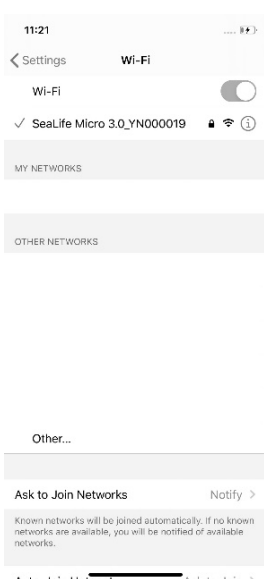 11:21
Settings
Wi-Fi
Wi-Fi
SeaLife Micro 3.0_YN000019
MY NETWORKS
OTHER NETWORKS
Other...
Ask to Join Networks
Notify
Known networks will be joined automatically. If no known
networks are available, you will be notified of available
networks.